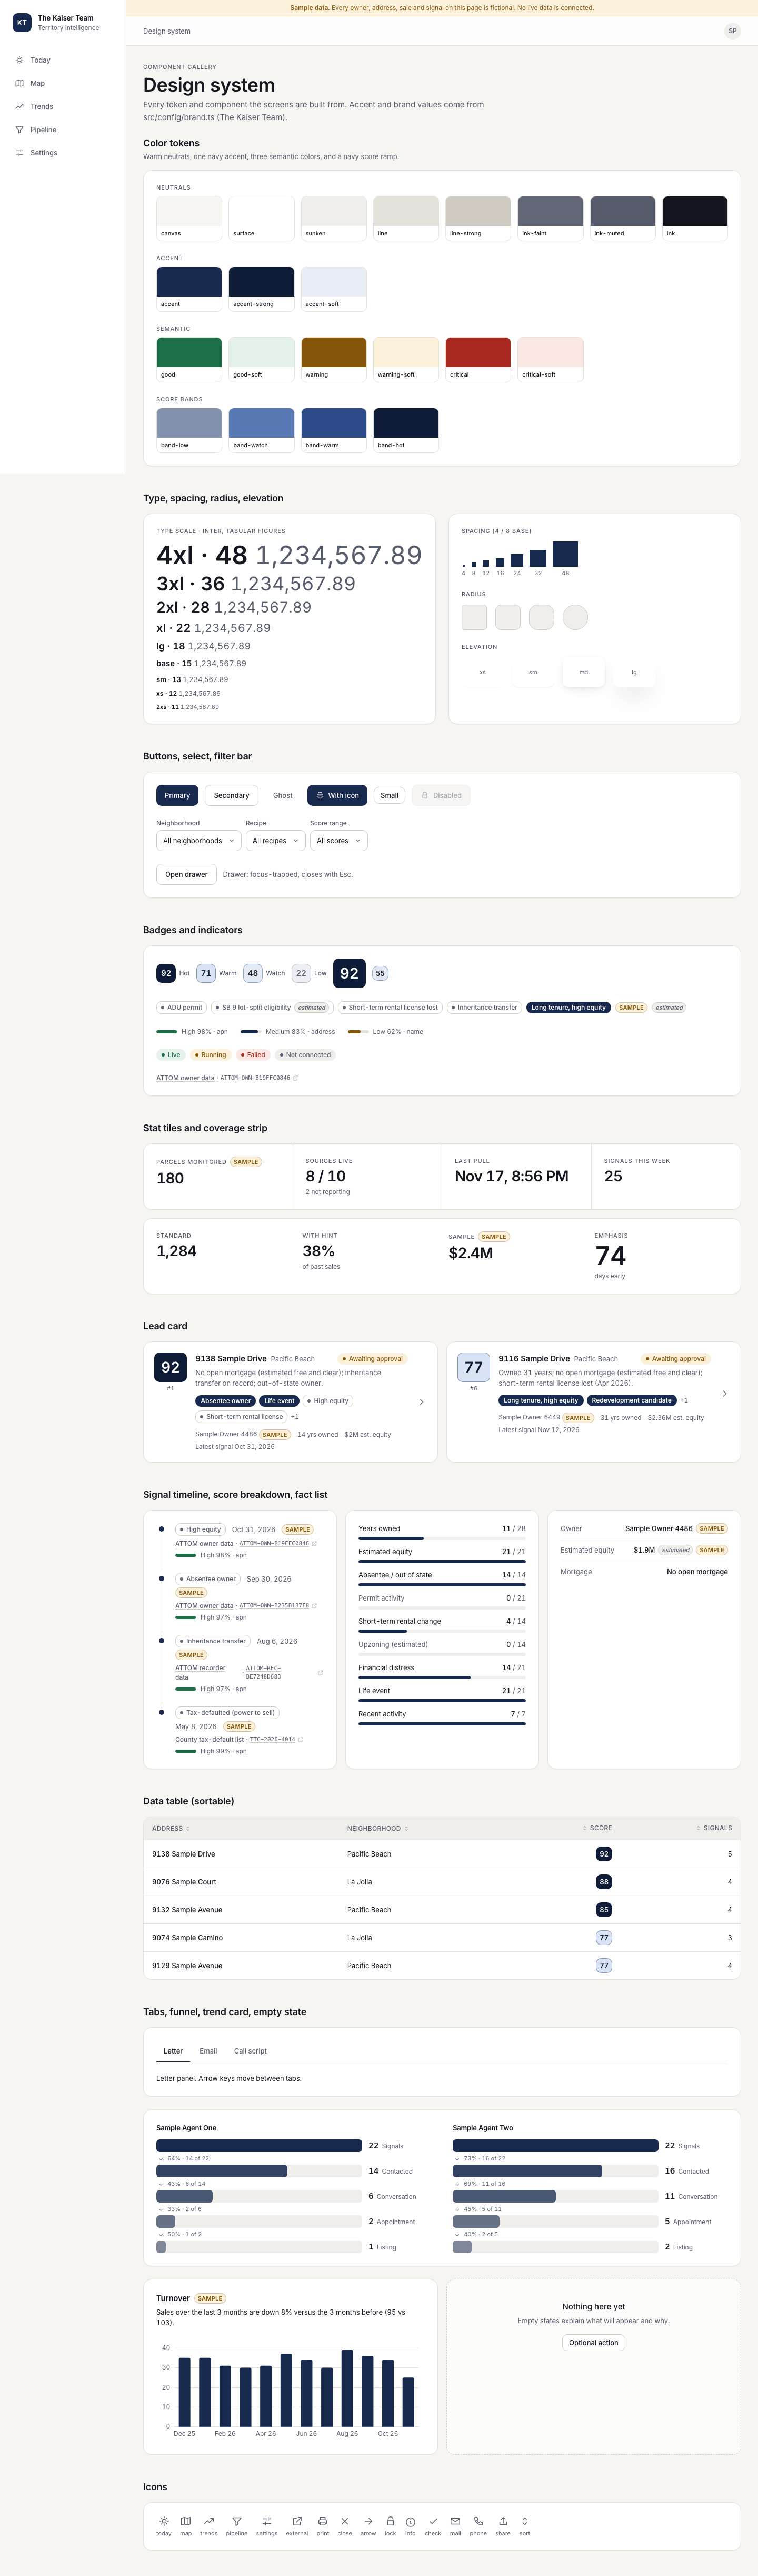 KT
The Kaiser Team
Territory intelligence
Today
Map
Trends
Pipeline
Settings
Sample data. Every owner, address, sale and signal on this page is fictional. No live data is connected.
Design system
SP
COMPONENT GALLERY
Design system
Every token and component the screens are built from. Accent and brand values come from
src/config/brand.ts (The Kaiser Team).
Color tokens
Warm neutrals, one navy accent, three semantic colors, and a navy score ramp.
NEUTRALS
canvas surface sunken line line-strong ink-faint ink-muted ink
ACCENT
accent accent-strong accent-soft
SEMANTIC
good good-soft warning warning-soft critical critical-soft
SCORE BANDS
band-low band-watch band-warm band-hot
Type, spacing, radius, elevation
TYPE SCALE · INTER, TABULAR FIGURES
4xl · 48 1,234,567.89
3xl · 36 1,234,567.89
2xl · 28 1,234,567.89
xl · 22 1,234,567.89
lg · 18 1,234,567.89
base · 15 1,234,567.89
sm · 13 1,234,567.89
xs · 12 1,234,567.89
2xs · 11 1,234,567.89
SPACING (4 / 8 BASE)
4 8 12 16 24 32 48
RADIUS
ELEVATION
xs sm md lg
Buttons, select, filter bar
Primary Secondary Ghost With icon Small Disabled
Neighborhood Recipe Score range
All neighborhoods All recipes All scores
Open drawer Drawer: focus-trapped, closes with Esc.
Badges and indicators
92 Hot 71 Warm 48 Watch 22 Low 92 55
ADU permit SB 9 lot-split eligibility estimated Short-term rental license lost Inheritance transfer Long tenure, high equity SAMPLE estimated
High 98% · apn Medium 83% · address Low 62% · name
Live Running Failed Not connected
ATTOM owner data · ATTOM-OWN-B19FFC0846
Stat tiles and coverage strip
PARCELS MONITORED SAMPLE
180
SOURCES LIVE
8 / 10
2 not reporting
LAST PULL
Nov 17, 8:56 PM
SIGNALS THIS WEEK
25
STANDARD
1,284
WITH HINT
38%
of past sales
SAMPLE SAMPLE
$2.4M
EMPHASIS
74
days early
Lead card
92
#1
9138 Sample Drive Pacific Beach Awaiting approval
No open mortgage (estimated free and clear); inheritance
transfer on record; out-of-state owner.
Absentee owner Life event High equity
Short-term rental license +1
Sample Owner 4486 SAMPLE 14 yrs owned $2M est. equity
Latest signal Oct 31, 2026
77
#6
9116 Sample Drive Pacific Beach Awaiting approval
Owned 31 years; no open mortgage (estimated free and clear);
short-term rental license lost (Apr 2026).
Long tenure, high equity Redevelopment candidate +1
Sample Owner 6449 SAMPLE 31 yrs owned $2.36M est. equity
Latest signal Nov 12, 2026
Signal timeline, score breakdown, fact list
High equity Oct 31, 2026 SAMPLE
ATTOM owner data · ATTOM-OWN-B19FFC0846
High 98% · apn
Absentee owner Sep 30, 2026
SAMPLE
ATTOM owner data · ATTOM-OWN-B235B137F8
High 97% · apn
Inheritance transfer Aug 6, 2026
SAMPLE
ATTOM recorder data · ATTOM-REC-BE7248D68B
High 97% · apn
Tax-defaulted (power to sell)
May 8, 2026 SAMPLE
County tax-default list · TTC-2026-4014
High 99% · apn
Years owned 11 / 28
Estimated equity 21 / 21
Absentee / out of state 14 / 14
Permit activity 0 / 14
Short-term rental change 4 / 14
Upzoning (estimated) 0 / 14
Financial distress 14 / 21
Life event 21 / 21
Recent activity 7 / 7
Owner Sample Owner 4486 SAMPLE
Estimated equity $1.9M estimated SAMPLE
Mortgage No open mortgage
Data table (sortable)
ADDRESS NEIGHBORHOOD SCORE SIGNALS
9138 Sample Drive Pacific Beach 92 5
9076 Sample Court La Jolla 88 4
9132 Sample Avenue Pacific Beach 85 4
9074 Sample Camino La Jolla 77 3
9129 Sample Avenue Pacific Beach 77 4
Tabs, funnel, trend card, empty state
Letter Email Call script
Letter panel. Arrow keys move between tabs.
Sample Agent One
22 Signals
↓ 64% · 14 of 22
14 Contacted
↓ 43% · 6 of 14
6 Conversation
↓ 33% · 2 of 6
2 Appointment
↓ 50% · 1 of 2
1 Listing
Sample Agent Two
22 Signals
↓ 73% · 16 of 22
16 Contacted
↓ 69% · 11 of 16
11 Conversation
↓ 45% · 5 of 11
5 Appointment
↓ 40% · 2 of 5
2 Listing
Turnover SAMPLE
Sales over the last 3 months are down 8% versus the 3 months before (95 vs
103).
40
30
20
10
0
Dec 25 Feb 26 Apr 26 Jun 26 Aug 26 Oct 26
Nothing here yet
Empty states explain what will appear and why.
Optional action
Icons
today map trends pipeline settings external print close arrow lock info check mail phone share sort